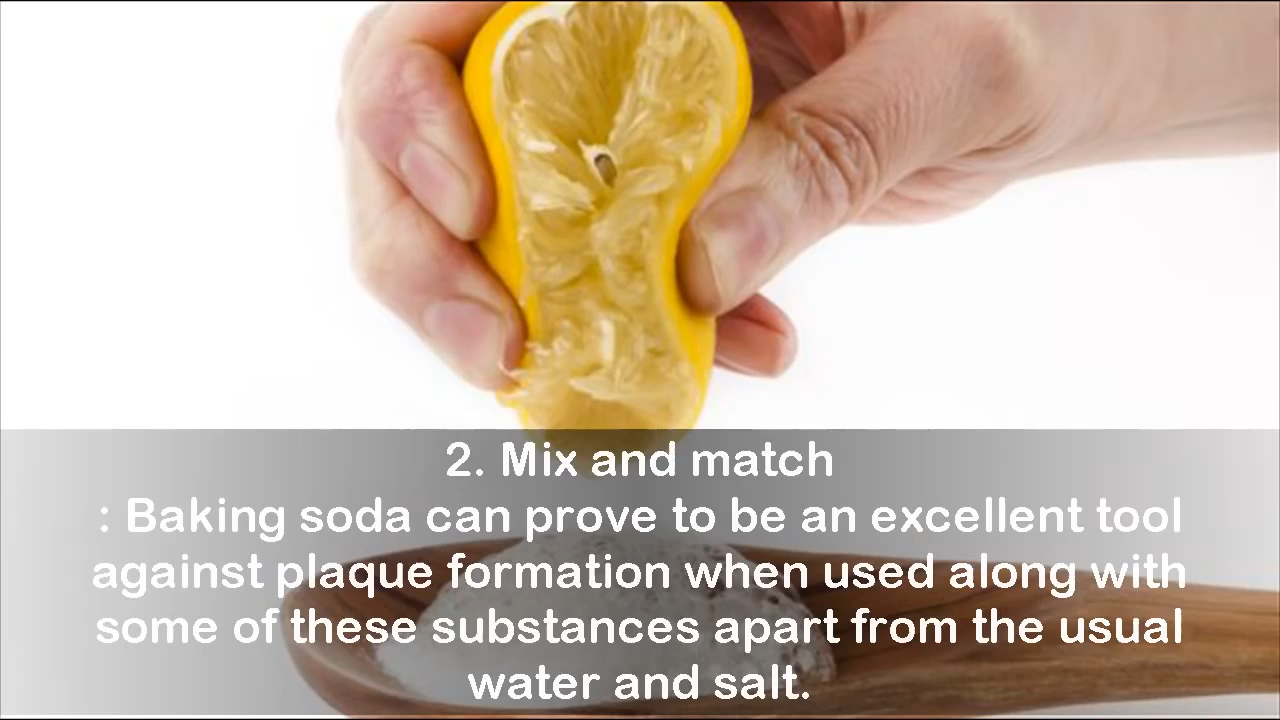 2. Mix and match
: Baking soda can prove to be an excellent tool
against plaque formation when used along with
some of these substances apart from the usual
water and salt.